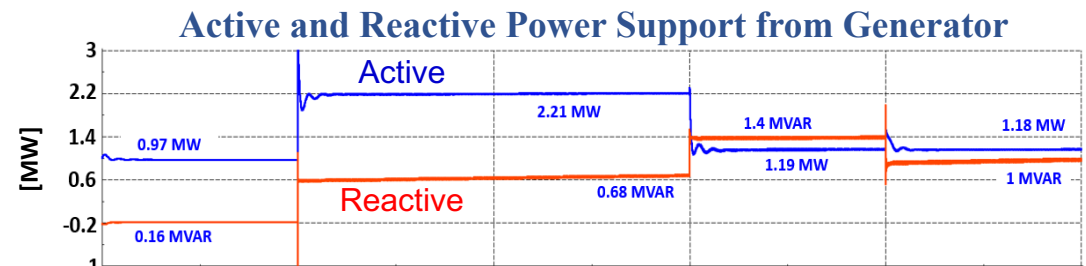 Active and Reactive Power Support from Generator
[MW]
3
2.2
1.4
0.6
-0.2
-1
Active
0.97 MW
2.21 MW
1.4 MVAR
1.18 MW
1.19 MW
1 MVAR
0.68 MVAR
Reactive
0.16 MVAR